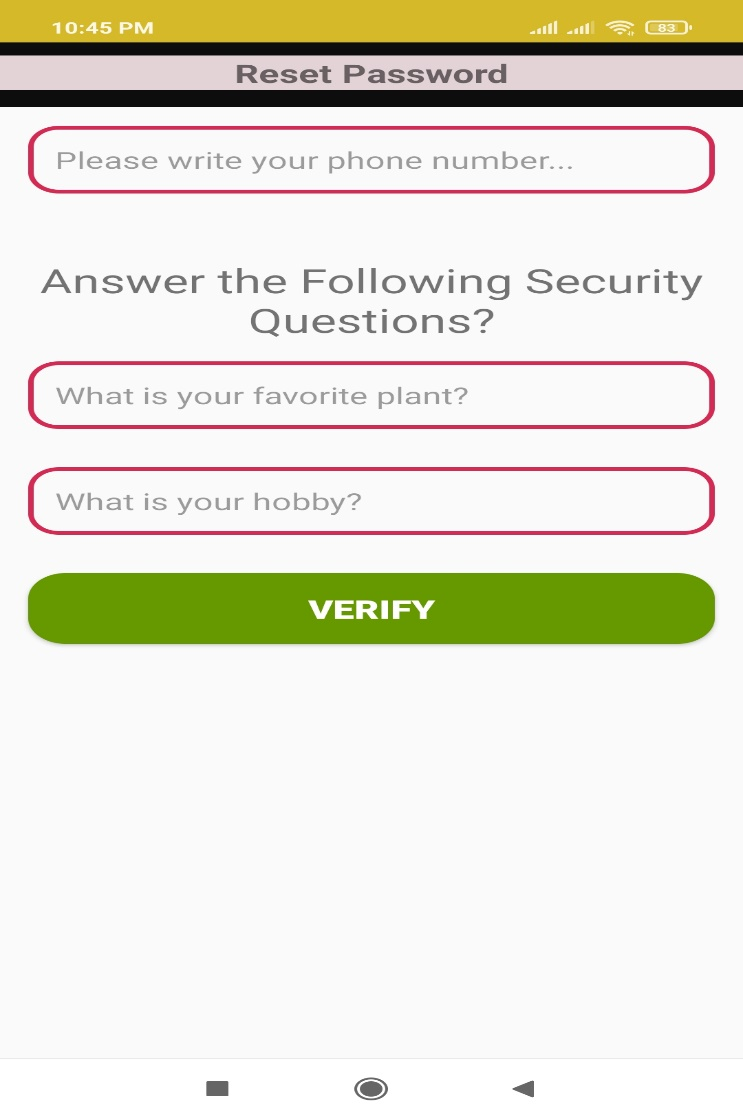 10:45 PM 83
Reset Password
Please write your phone number...
Answer the Following Security
Questions?
What is your favorite plant?
What is your hobby?
VERIFY